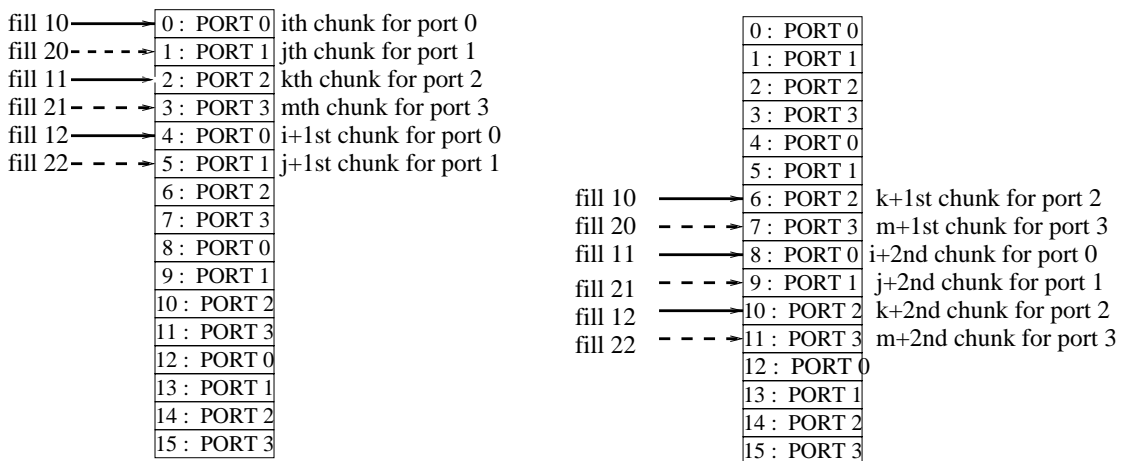 fill 10 0 : PORT 0 ith chunk for port 0
fill 20 1 : PORT 1 jth chunk for port 1
fill 11 2 : PORT 2 kth chunk for port 2
fill 21 3 : PORT 3 mth chunk for port 3
fill 12 4 : PORT 0 i+1st chunk for port 0
fill 22 5 : PORT 1 j+1st chunk for port 1
6 : PORT 2
7 : PORT 3
8 : PORT 0
9 : PORT 1
10 : PORT 2
11 : PORT 3
12 : PORT 0
13 : PORT 1
14 : PORT 2
15 : PORT 3
0 : PORT 0
1 : PORT 1
2 : PORT 2
3 : PORT 3
4 : PORT 0
5 : PORT 1
fill 10 6 : PORT 2 k+1st chunk for port 2
fill 20 7 : PORT 3 m+1st chunk for port 3
fill 11 8 : PORT 0 i+2nd chunk for port 0
fill 21 9 : PORT 1 j+2nd chunk for port 1
fill 12 10 : PORT 2 k+2nd chunk for port 2
fill 22 11 : PORT 3 m+2nd chunk for port 3
12 : PORT 0
13 : PORT 1
14 : PORT 2
15 : PORT 3